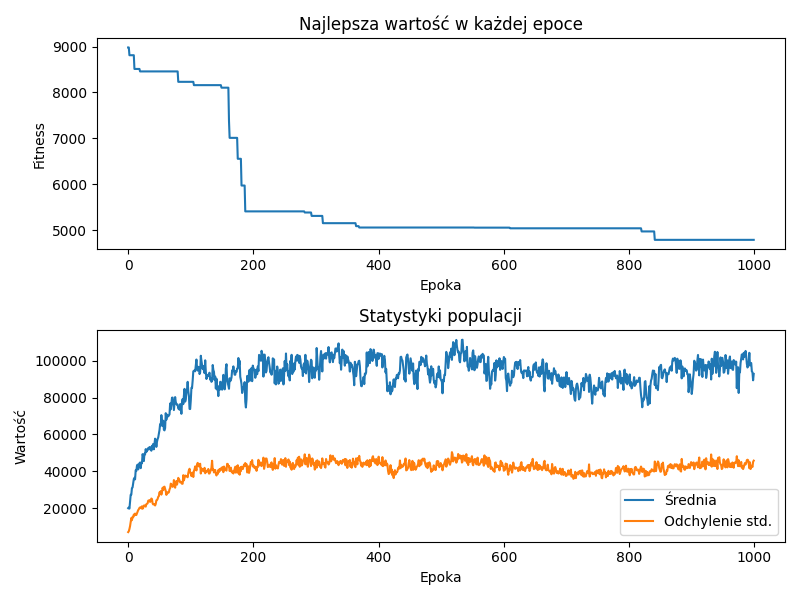 Najlepsza wartość w każdej epoce
9000
8000
7000
6000
5000
Fitness
0 200 400 600 800 1000
Epoka
Statystyki populacji
100000
80000
60000
40000
20000
Wartość
Średnia
Odchylenie std.
0 200 400 600 800 1000
Epoka